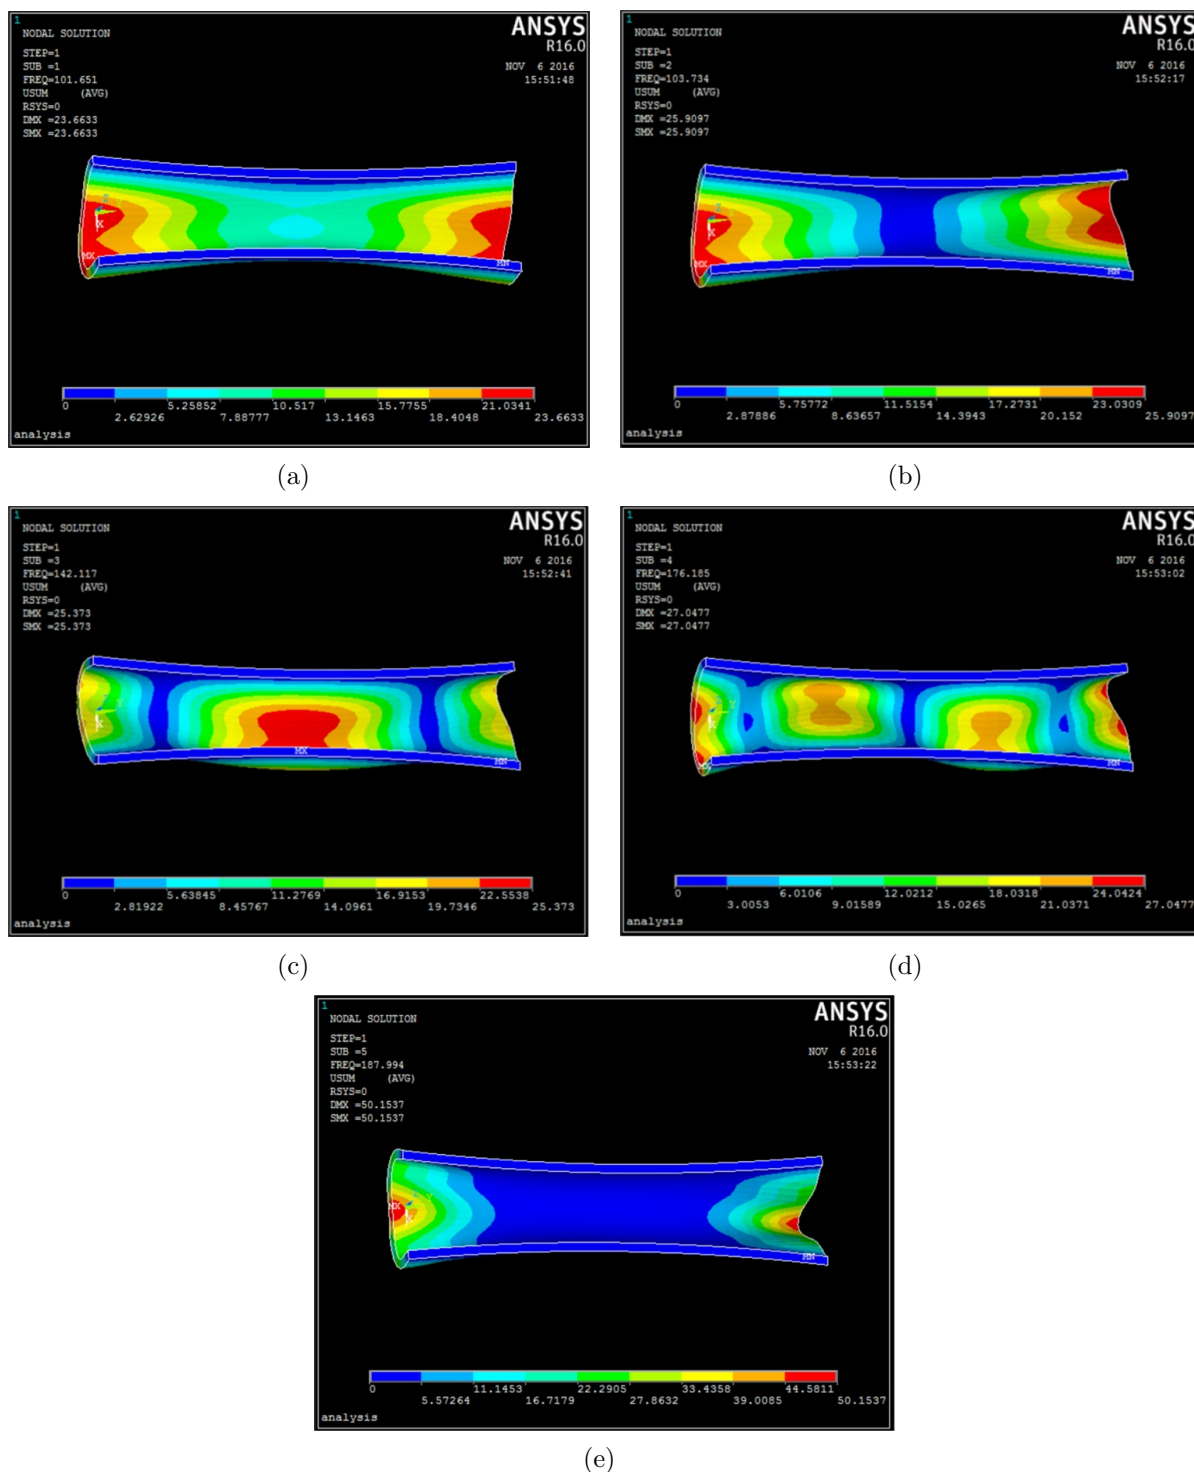 1
NODAL SOLUTION
STEP=1
SUB =1
FREQ=101.651
USUM (AVG)
RSYS=0
DMX =23.6633
SMX =23.6633
ANSYS
R16.0
NOV 6 2016
15:51:48
Z
X
MX
MN
0 5.25852 10.517 15.7755 21.0341
2.62926 7.88777 13.1463 18.4048 23.6633
analysis
(a)
1
NODAL SOLUTION
STEP=1
SUB =2
FREQ=103.734
USUM (AVG)
RSYS=0
DMX =25.9097
SMX =25.9097
ANSYS
R16.0
NOV 6 2016
15:52:17
X
MX
MN
0 5.75772 11.5154 17.2731 23.0309
2.87886 8.63657 14.3943 20.152 25.9097
analysis
(b)
1
NODAL SOLUTION
STEP=1
SUB =3
FREQ=142.117
USUM (AVG)
RSYS=0
DMX =25.373
SMX =25.373
ANSYS
R16.0
NOV 6 2016
15:52:41
Y
X
MX
MN
0 5.63845 11.2769 16.9153 22.5538
2.81922 8.45767 14.0961 19.7346 25.373
analysis
(c)
1
NODAL SOLUTION
STEP=1
SUB =4
FREQ=176.185
USUM (AVG)
RSYS=0
DMX =27.0477
SMX =27.0477
ANSYS
R16.0
NOV 6 2016
15:53:02
X
MX
MN
0 6.0106 12.0212 18.0318 24.0424
3.0053 9.01589 15.0265 21.0371 27.0477
analysis
(d)
1
NODAL SOLUTION
STEP=1
SUB =5
FREQ=187.994
USUM (AVG)
RSYS=0
DMX =50.1537
SMX =50.1537
ANSYS
R16.0
NOV 6 2016
15:53:22
MX
X
MN
0 11.1453 22.2905 33.4358 44.5811
5.57264 16.7179 27.8632 39.0085 50.1537
analysis
(e)